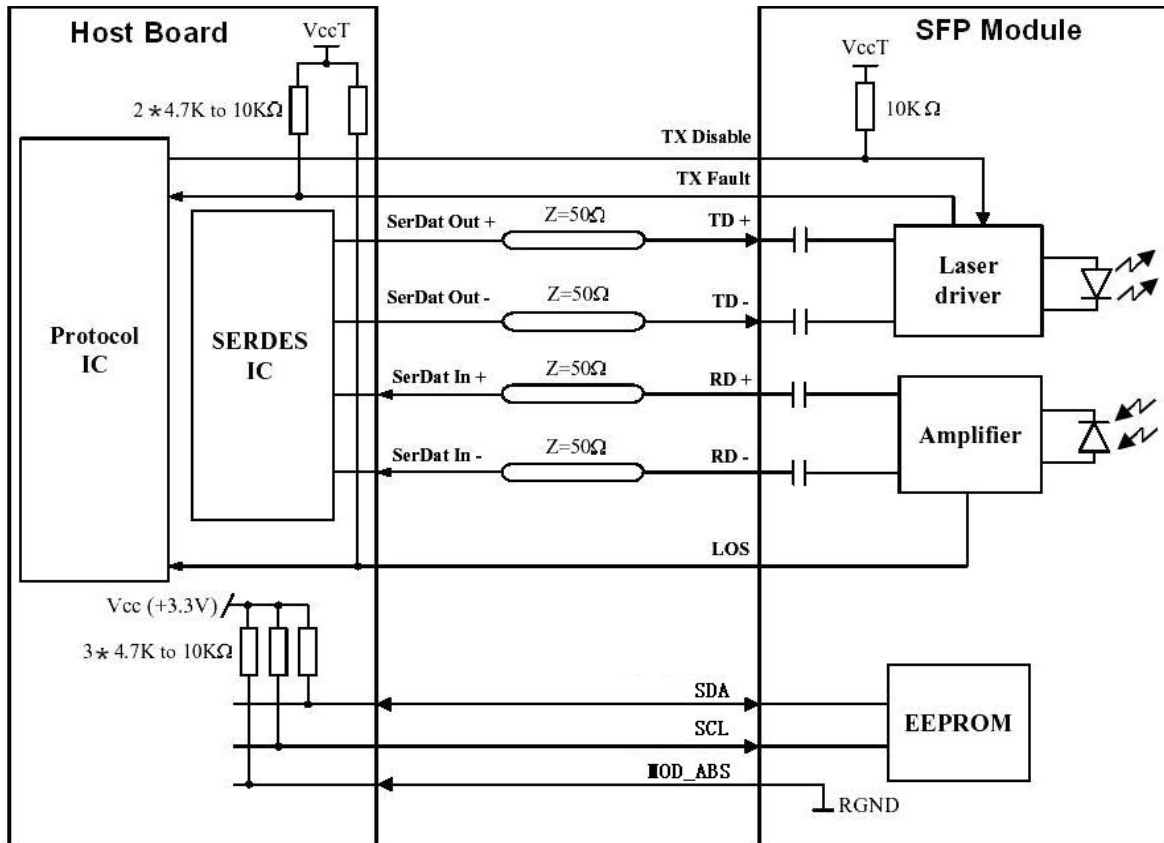 Host Board
SFP Module
VccT
VccT
2*4.7K to 10KΩ
10KΩ
TX Disable
TX Fault
SerDat Out +
Z=50Ω
TD +
SerDat Out -
Z=50Ω
TD -
Laser
driver
Protocol
IC
SERDES
IC
SerDat In +
Z=50Ω
RD +
SerDat In -
Z=50Ω
RD -
Amplifier
LOS
Vcc (+3.3V)
3*4.7K to 10KΩ
SDA
SCL
MOD_ABS
EEPROM
RGND